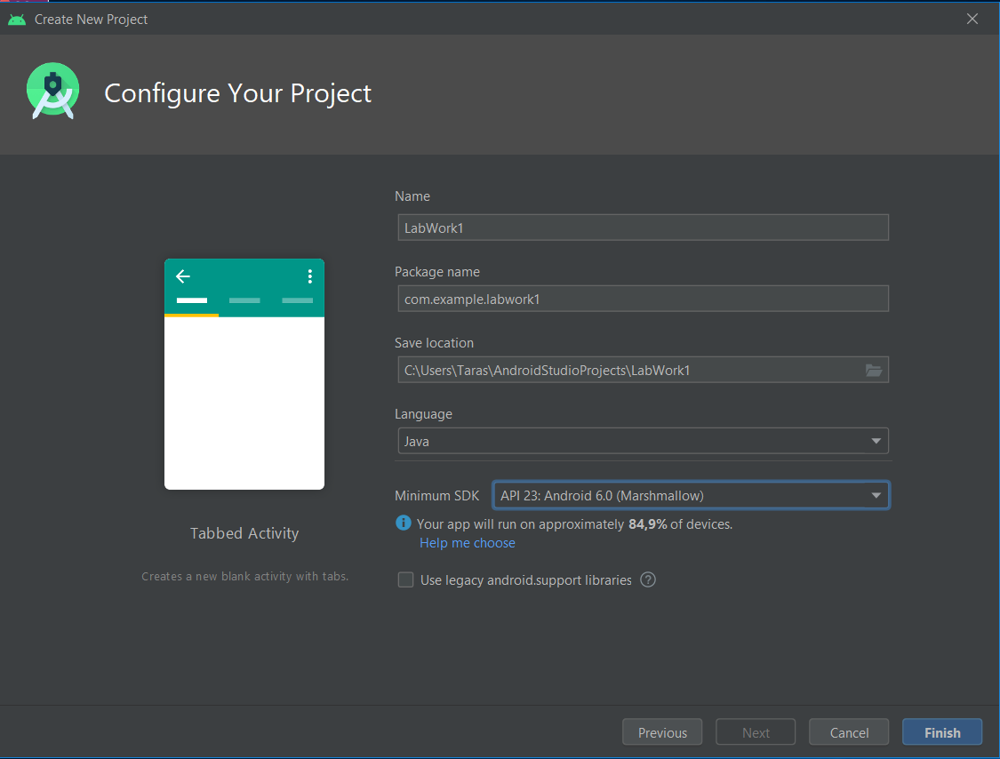 Create New Project
Configure Your Project
Name
LabWork1
Package name
com.example.labwork1
Save location
C:\Users\Taras\AndroidStudioProjects\LabWork1
Language
Java
Minimum SDK
API 23: Android 6.0 (Marshmallow)
Your app will run on approximately 84,9% of devices.
Help me choose
Use legacy android.support libraries
Tabbed Activity
Creates a new blank activity with tabs.
Previous
Next
Cancel
Finish